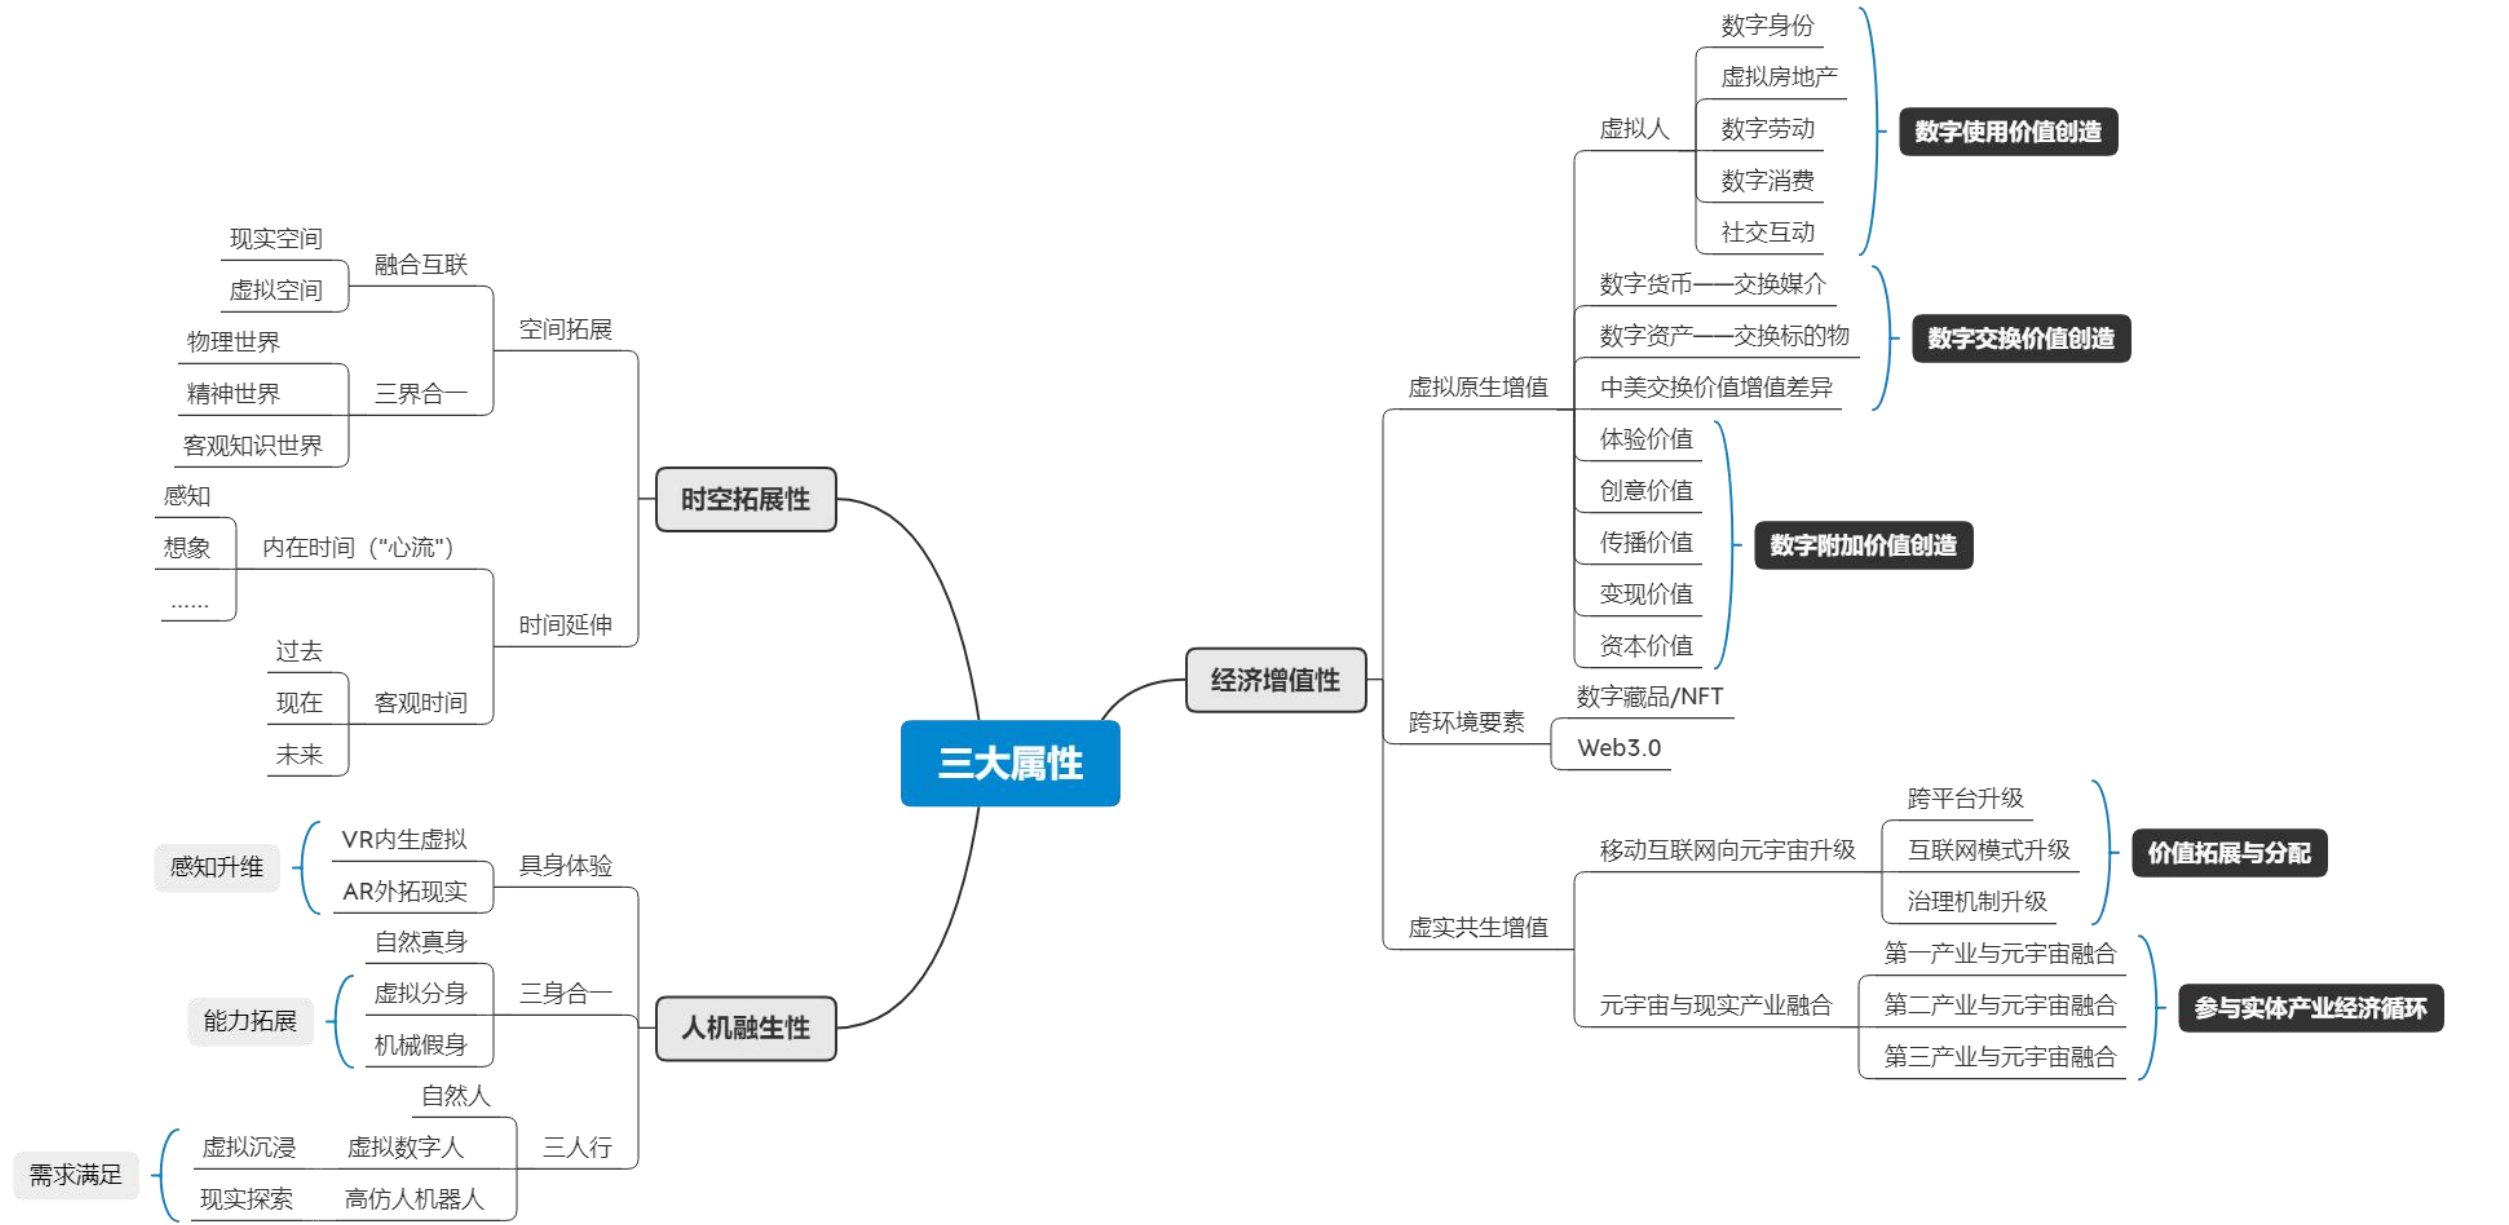 三大属性
时空拓展性
空间拓展
融合互联
现实空间
虚拟空间
三界合一
物理世界
精神世界
客观知识世界
时间延伸
内在时间（“心流”）
感知
想象
……
客观时间
过去
现在
未来
人机融生性
具身体验
VR内生虚拟
AR外拓现实
感知升维
三身合一
自然真身
虚拟分身
机械假身
能力拓展
三人行
自然人
虚拟数字人
虚拟沉浸
高仿人机器人
现实探索
需求满足
经济增值性
虚拟原生增值
虚拟人
数字身份
虚拟房地产
数字劳动
数字消费
社交互动
数字使用价值创造
数字货币——交换媒介
数字资产——交换标的物
中美交换价值增值差异
数字交换价值创造
体验价值
创意价值
传播价值
变现价值
资本价值
数字附加价值创造
跨环境要素
数字藏品/NFT
Web3.0
虚实共生增值
移动互联网向元宇宙升级
跨平台升级
互联网模式升级
治理机制升级
价值拓展与分配
元宇宙与现实产业融合
第一产业与元宇宙融合
第二产业与元宇宙融合
第三产业与元宇宙融合
参与实体产业经济循环